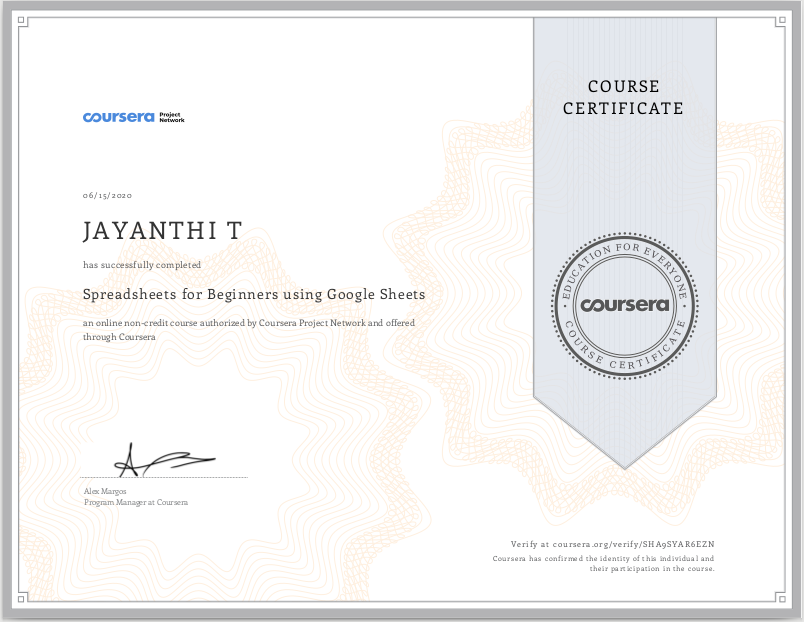 COURSE
CERTIFICATE
coursera Project
Network
06/15/2020
JAYANTHI T
has successfully completed
Spreadsheets for Beginners using Google Sheets
an online non-credit course authorized by Coursera Project Network and offered
through Coursera
EDUCATION FOR EVERYONE
coursera
COURSE CERTIFICATE
Alex Margos
Program Manager at Coursera
Verify at coursera.org/verify/SHA9SYAR6EZN
Coursera has confirmed the identity of this individual and
their participation in the course.